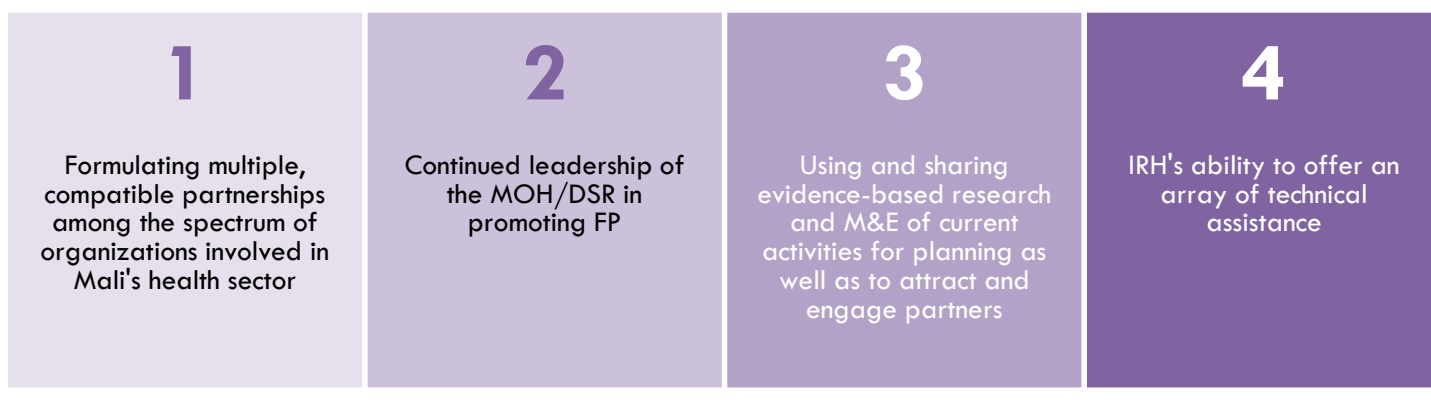 1
Formulating multiple,
compatible partnerships
among the spectrum of
organizations involved in
Mali's health sector
2
Continued leadership of
the MOH/DSR in
promoting FP
3
Using and sharing
evidence-based research
and M&E of current
activities for planning as
well as to attract and
engage partners
4
IRH's ability to offer an
array of technical
assistance